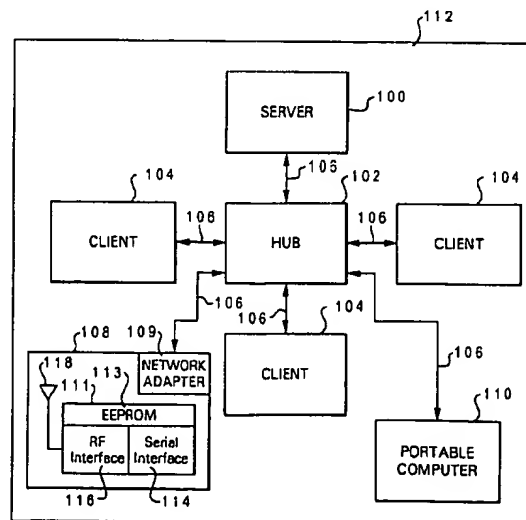 112
SERVER
100
106
102
104
104
CLIENT
106
HUB
106
CLIENT
106
106
104
108
109
CLIENT
106
118
113
NETWORK
ADAPTER
111
EEPROM
110
RF
Interface
Serial
Interface
PORTABLE
COMPUTER
116
114